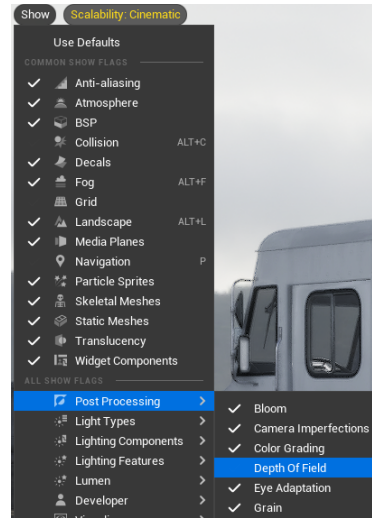 Show
Scalability: Cinematic
Use Defaults
COMMON SHOW FLAGS
Anti-aliasing
Atmosphere
BSP
Collision ALT+C
Decals
Fog ALT+F
Grid
Landscape ALT+L
Media Planes
Navigation P
Particle Sprites
Skeletal Meshes
Static Meshes
Translucency
Widget Components
ALL SHOW FLAGS
Post Processing
Light Types
Lighting Components
Lighting Features
Lumen
Developer
Bloom
Camera Imperfections
Color Grading
Depth Of Field
Eye Adaptation
Grain